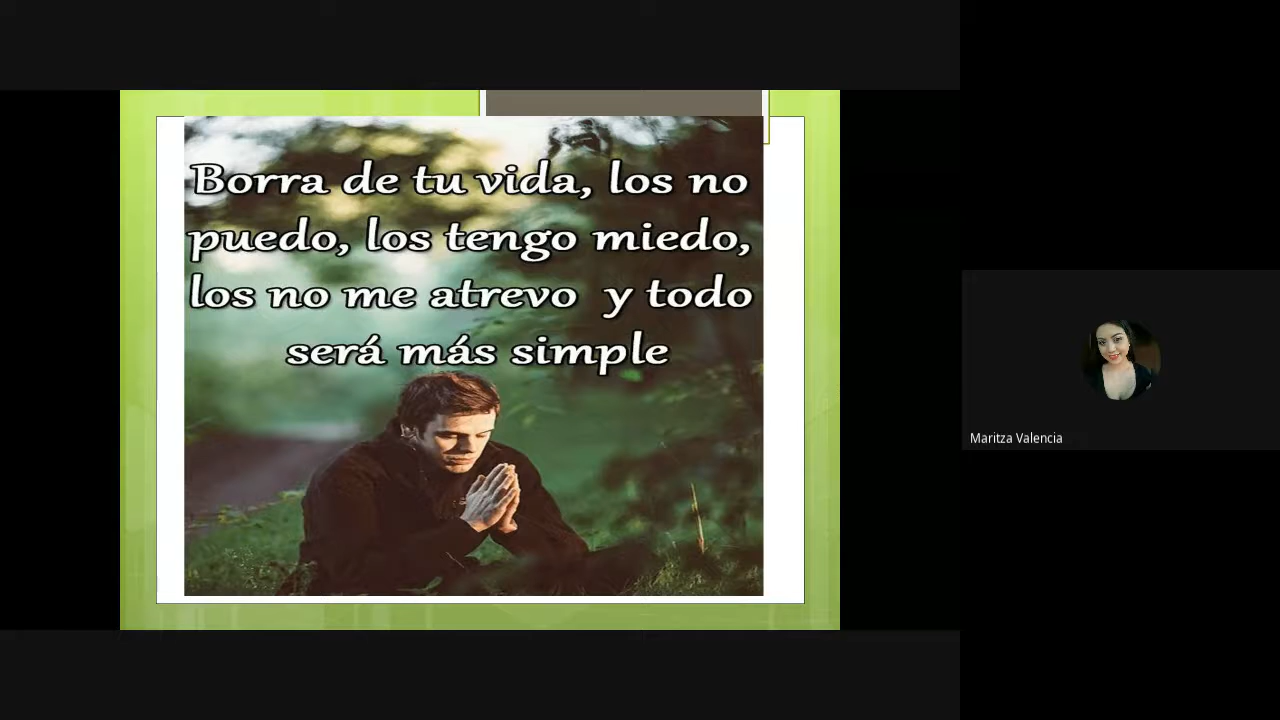 Borra de tu vida, los no
puedo, los tengo miedo,
los no me atrevo y todo
será más simple
Maritza Valencia